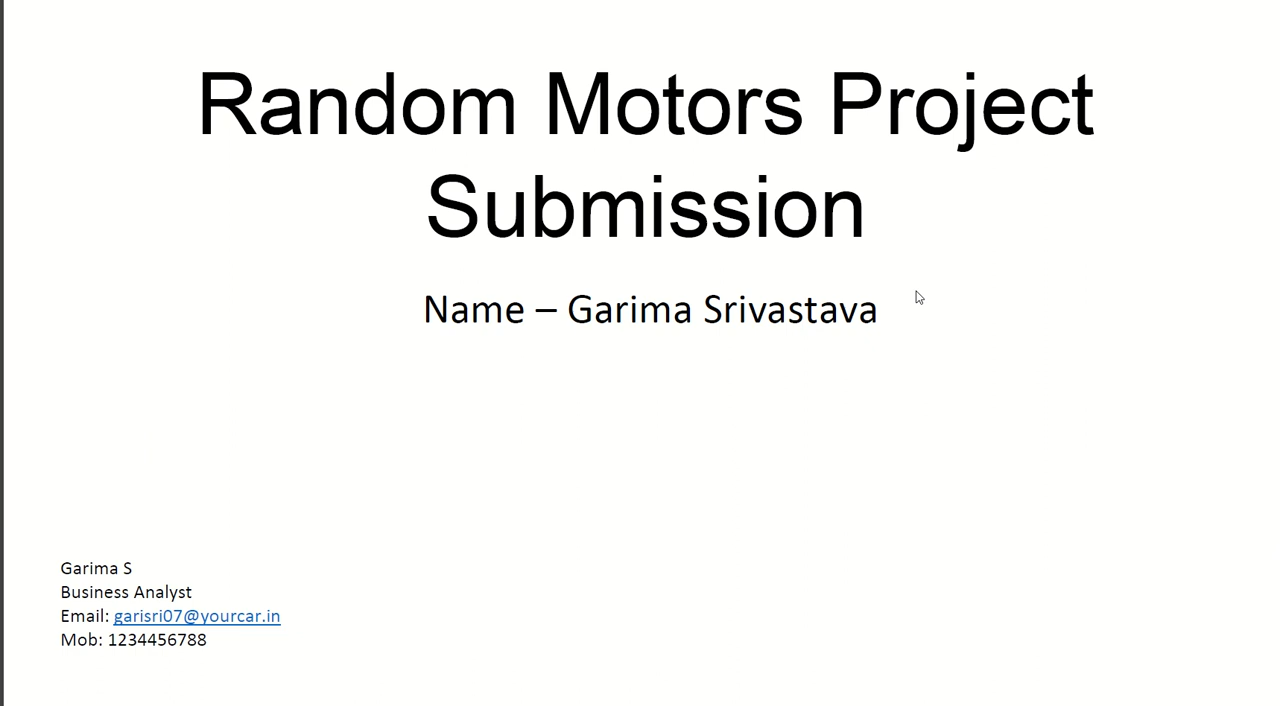 Random Motors Project
Submission
Name – Garima Srivastava
Garima S
Business Analyst
Email: garisri07@yourcar.in
Mob: 1234456788